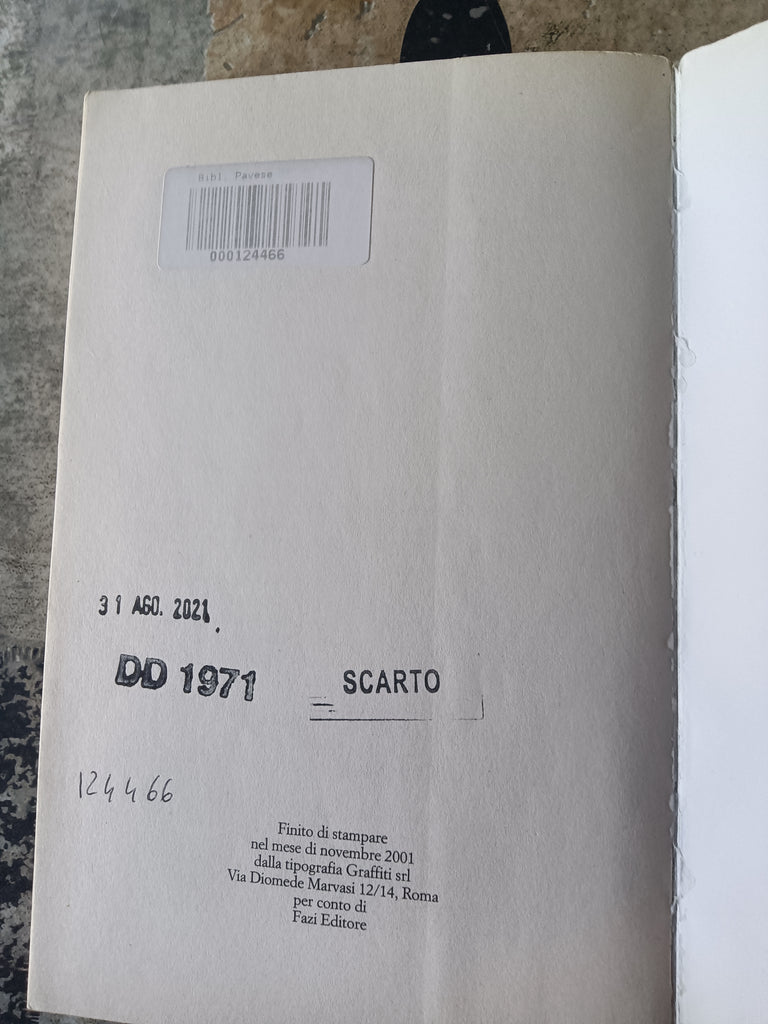 Bibl. Pavese
000124466
31 AGO. 2021
DD 1971
SCARTO
124466
Finito di stampare
nel mese di novembre 2001
dalla tipografia Graffiti srl
Via Diomede Marvasi 12/14, Roma
per conto di
Fazi Editore